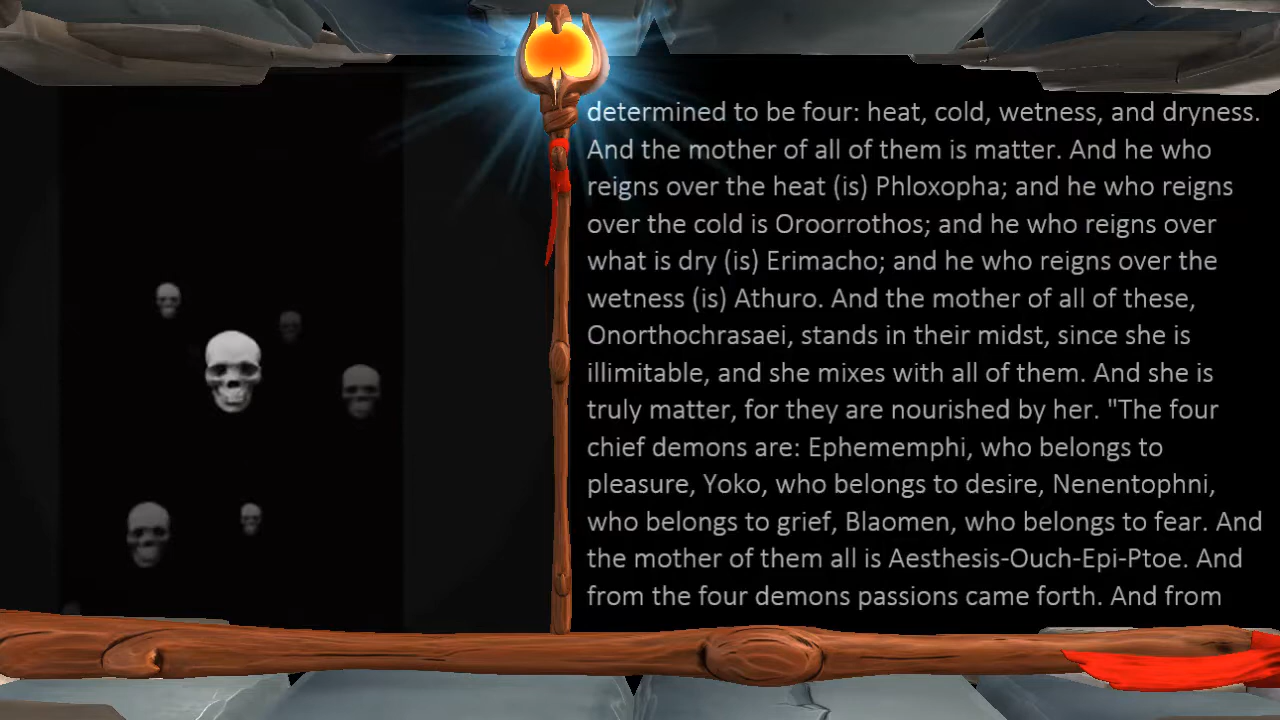 determined to be four: heat, cold, wetness, and dryness.
And the mother of all of them is matter. And he who
reigns over the heat (is) Phloxopha; and he who reigns
over the cold is Oroorrothos; and he who reigns over
what is dry (is) Erimacho; and he who reigns over the
wetness (is) Athuro. And the mother of all of these,
Onorthochrasaei, stands in their midst, since she is
illimitable, and she mixes with all of them. And she is
truly matter, for they are nourished by her. "The four
chief demons are: Ephememphi, who belongs to
pleasure, Yoko, who belongs to desire, Nenentophni,
who belongs to grief, Blaomen, who belongs to fear. And
the mother of them all is Aesthesis-Ouch-Epi-Ptoe. And
from the four demons passions came forth. And from